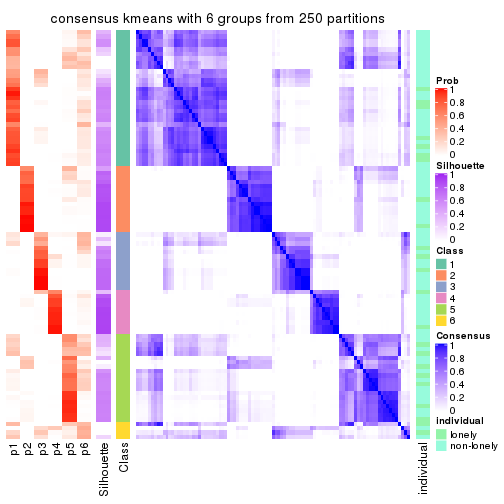 consensus kmeans with 6 groups from 250 partitions
Prob
1
0.8
0.6
0.4
0.2
0
Silhouette
1
0.8
0.6
0.4
0.2
0
Class
1
2
3
4
5
6
Consensus
1
0.8
0.6
0.4
0.2
0
individual
lonely
non-lonely
p1
p2
p3
p4
p5
p6
Silhouette
Class
individual